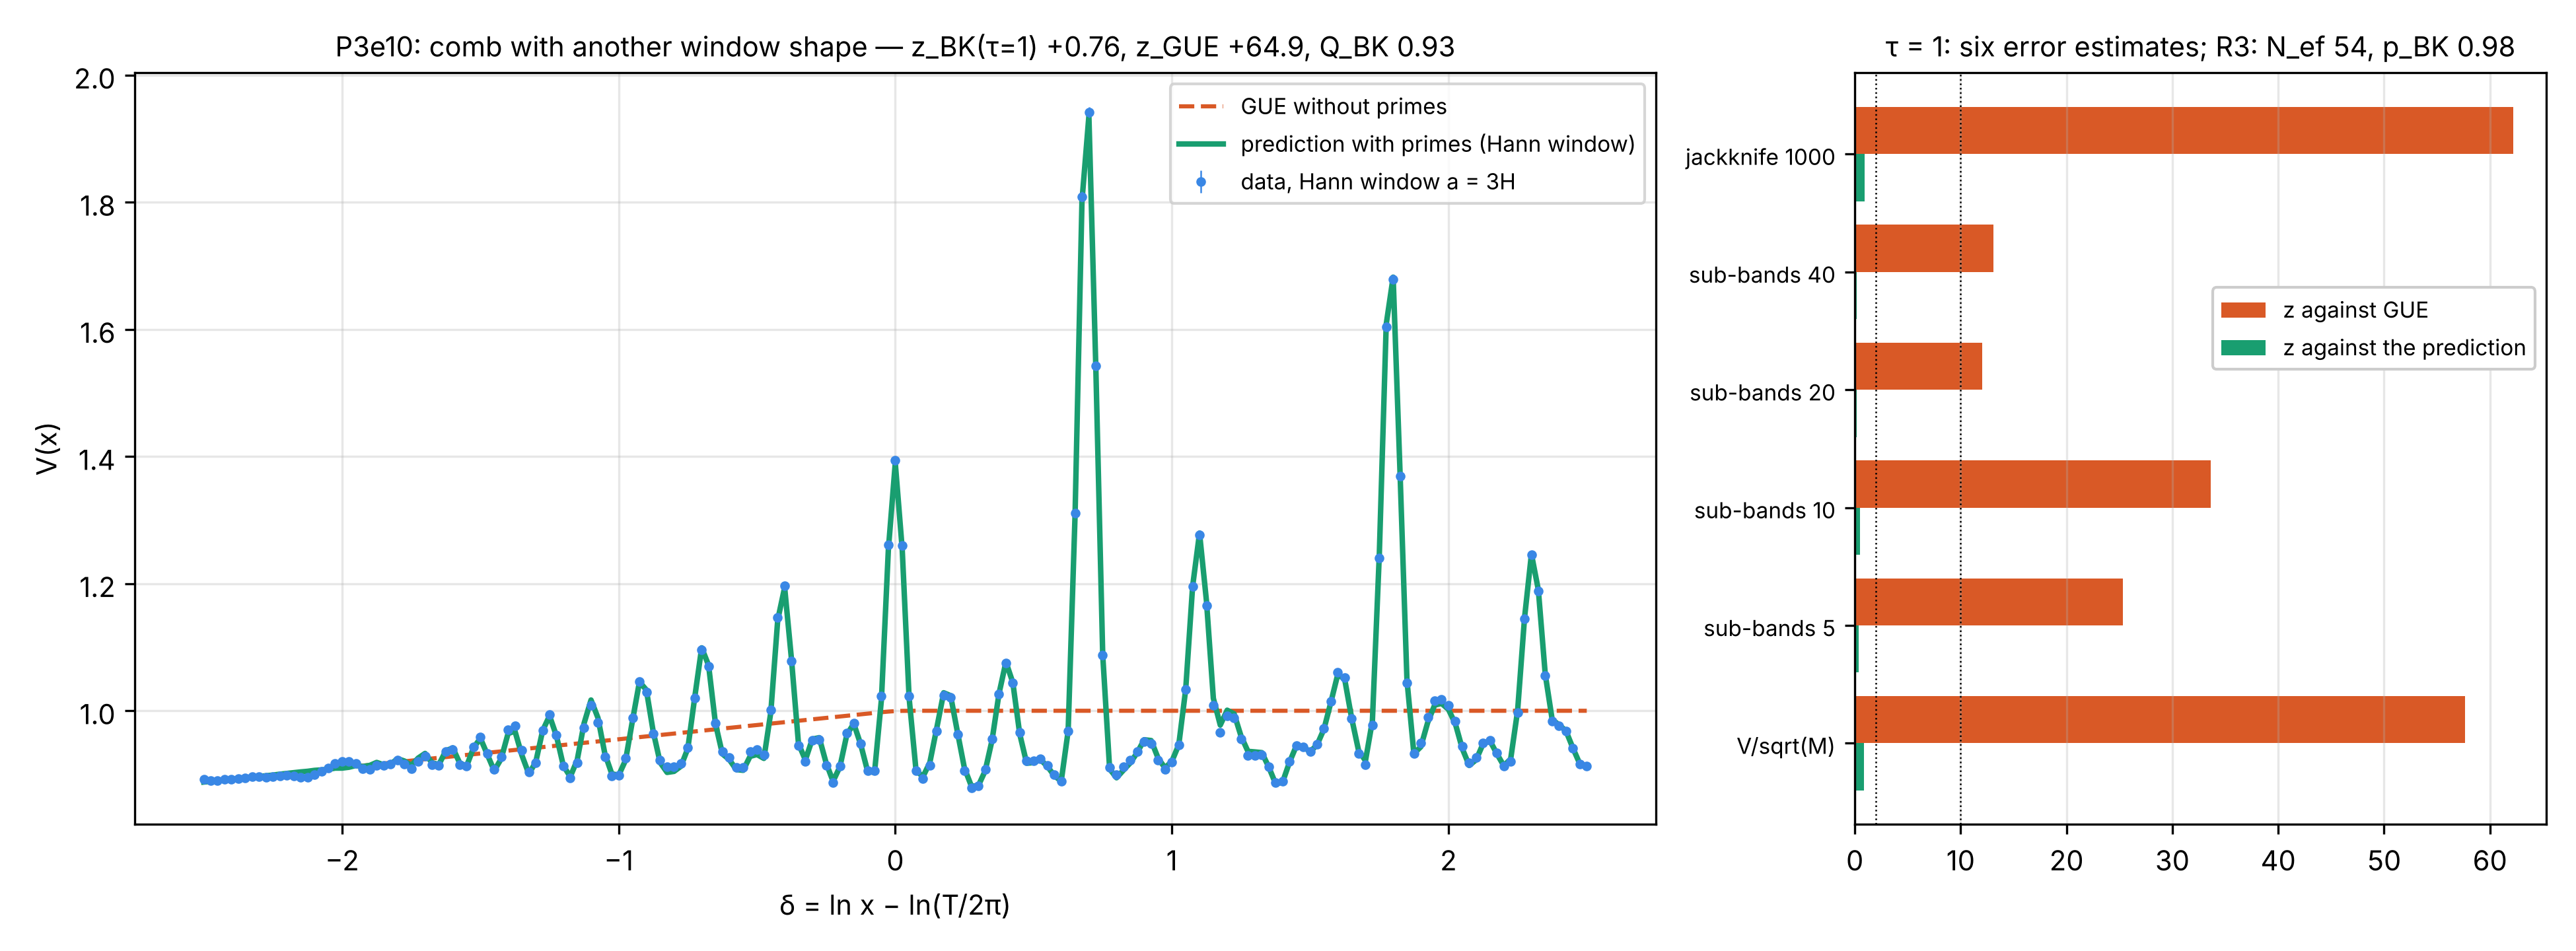 P3e10: comb with another window shape — z_BK(τ=1) +0.76, z_GUE +64.9, Q_BK 0.93
V(x)
2.0
1.8
1.6
1.4
1.2
1.0
GUE without primes
prediction with primes (Hann window)
data, Hann window a = 3H
−2
−1
0
1
2
δ = ln x − ln(T/2π)
τ = 1: six error estimates; R3: N_ef 54, p_BK 0.98
jackknife 1000
sub-bands 40
sub-bands 20
sub-bands 10
sub-bands 5
V/sqrt(M)
z against GUE
z against the prediction
0
10
20
30
40
50
60